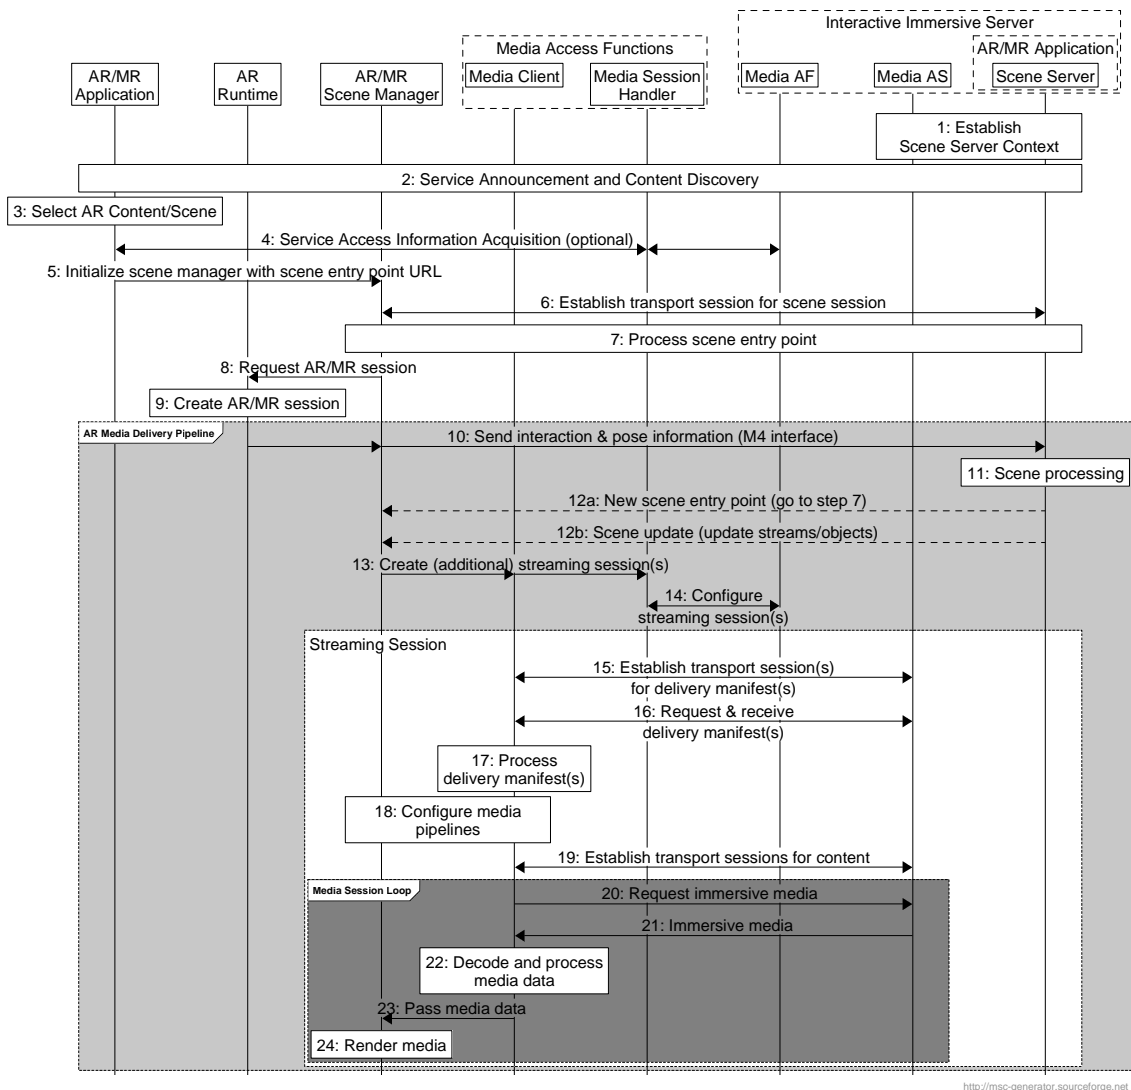 Interactive Immersive Server
Media Access Functions
AR/MR Application
AR/MR
Application
AR
Runtime
AR/MR
Scene Manager
Media Client
Media Session
Handler
Media AF
Media AS
Scene Server
1: Establish
Scene Server Context
2: Service Announcement and Content Discovery
3: Select AR Content/Scene
4: Service Access Information Acquisition (optional)
5: Initialize scene manager with scene entry point URL
6: Establish transport session for scene session
7: Process scene entry point
8: Request AR/MR session
9: Create AR/MR session
AR Media Delivery Pipeline
10: Send interaction & pose information (M4 interface)
11: Scene processing
12a: New scene entry point (go to step 7)
12b: Scene update (update streams/objects)
13: Create (additional) streaming session(s)
14: Configure
streaming session(s)
Streaming Session
15: Establish transport session(s)
for delivery manifest(s)
16: Request & receive
delivery manifest(s)
17: Process
delivery manifest(s)
18: Configure media
pipelines
19: Establish transport sessions for content
Media Session Loop
20: Request immersive media
21: Immersive media
22: Decode and process
media data
23: Pass media data
24: Render media
http://msc-generator.sourceforge.net